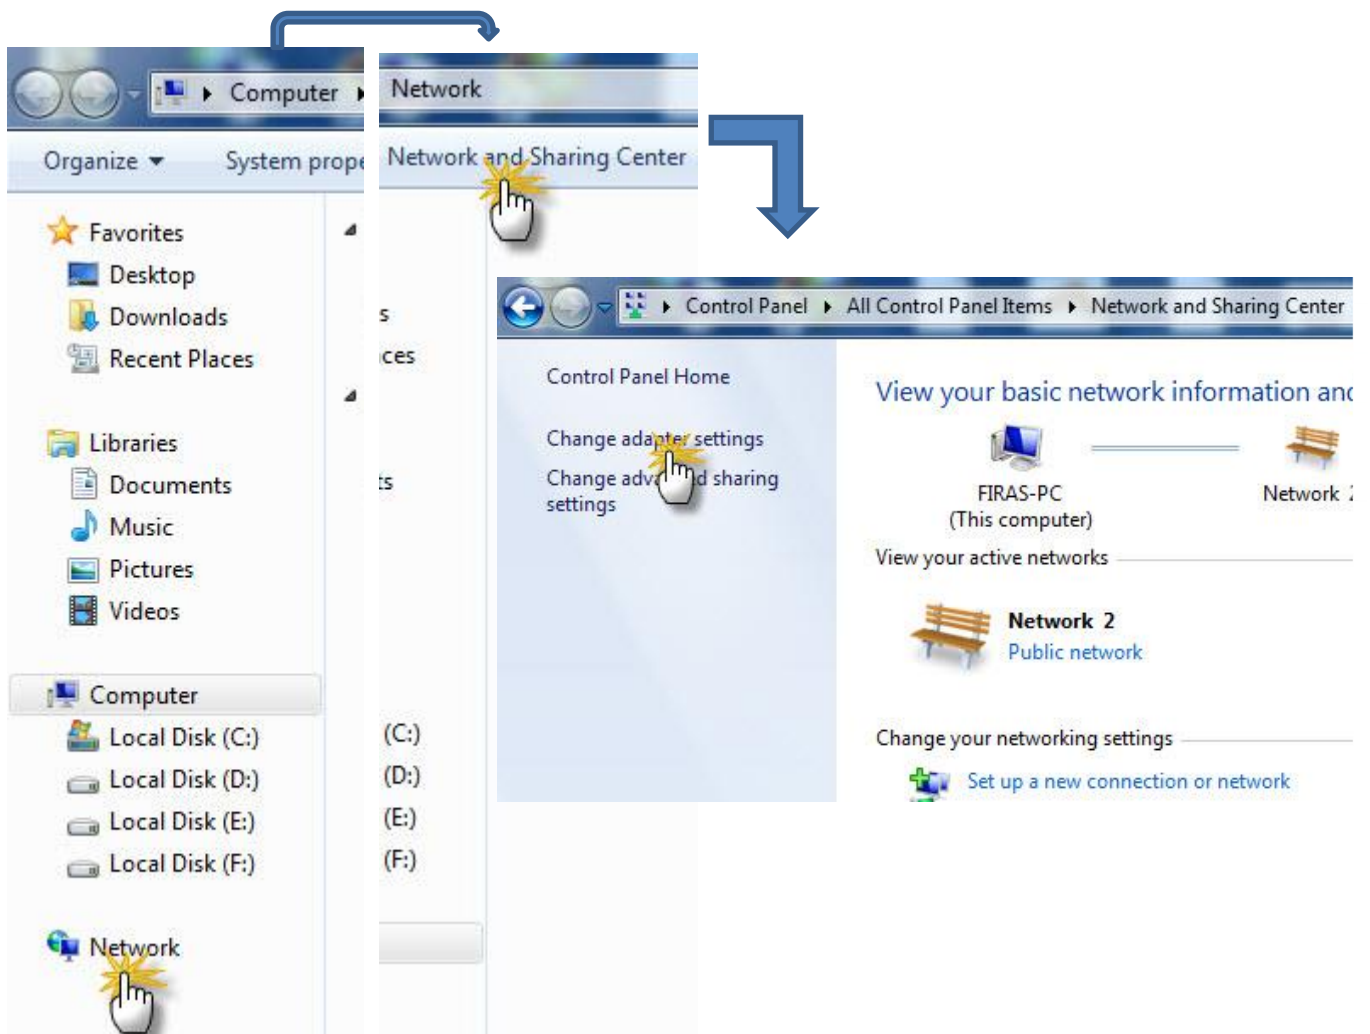 Computer
Organize
System prope
Favorites
Desktop
Downloads
Recent Places
Libraries
Documents
Music
Pictures
Videos
Computer
Local Disk (C:)
Local Disk (D:)
Local Disk (E:)
Local Disk (F:)
Network
Network
Network and Sharing Center
s
ces
ts
(C:)
(D:)
(E:)
(F:)
Control Panel All Control Panel Items Network and Sharing Center
Control Panel Home
Change adapter settings
Change advanced sharing
settings
View your basic network information and
FIRAS-PC
(This computer)
Network 2
View your active networks
Network 2
Public network
Change your networking settings
Set up a new connection or network